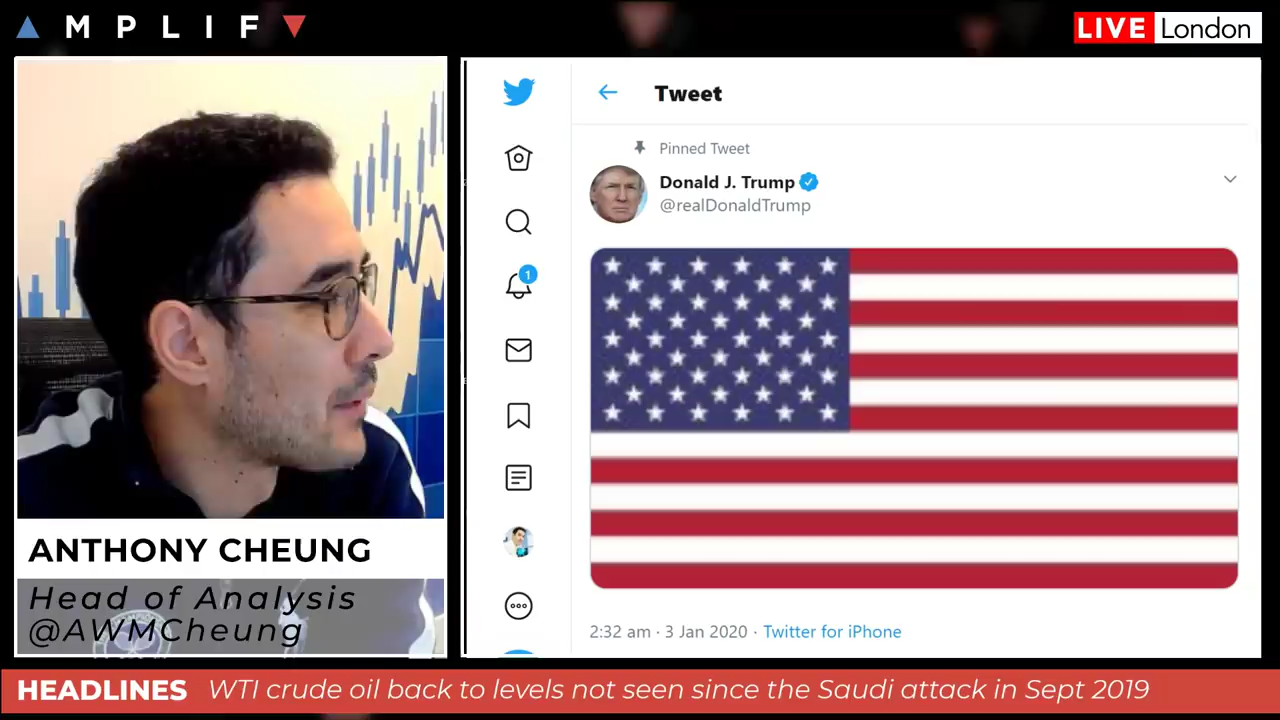 AMPLIFY
LIVE London
Tweet
Pinned Tweet
Donald J. Trump
@realDonaldTrump
1
2:32 am · 3 Jan 2020 · Twitter for iPhone
ANTHONY CHEUNG
Head of Analysis
@AWMCheung
HEADLINES WTI crude oil back to levels not seen since the Saudi attack in Sept 2019